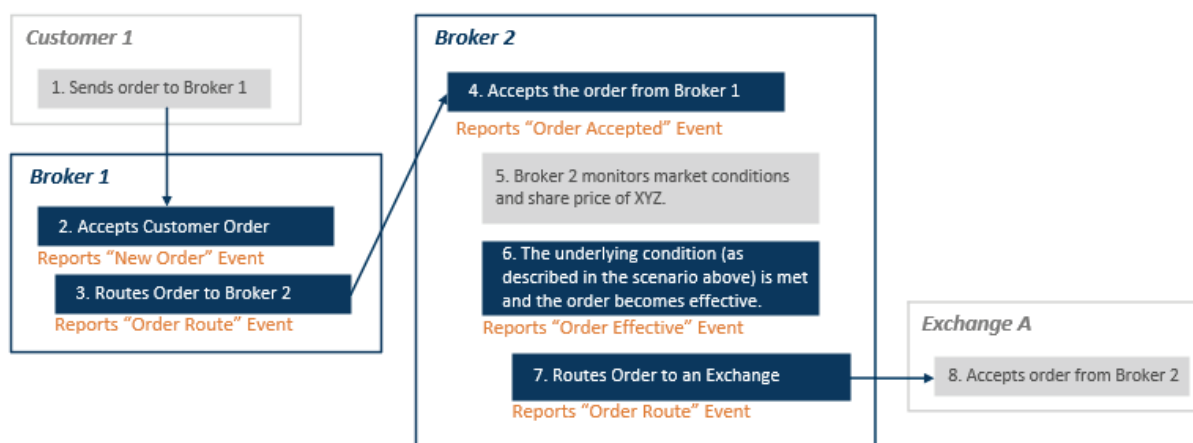 Customer 1
1. Sends order to Broker 1
Broker 1
2. Accepts Customer Order
Reports “New Order” Event
3. Routes Order to Broker 2
Reports “Order Route” Event
Broker 2
4. Accepts the order from Broker 1
Reports “Order Accepted” Event
5. Broker 2 monitors market conditions
and share price of XYZ.
6. The underlying condition (as
described in the scenario above) is met
and the order becomes effective.
Reports “Order Effective” Event
7. Routes Order to an Exchange
Reports “Order Route” Event
Exchange A
8. Accepts order from Broker 2